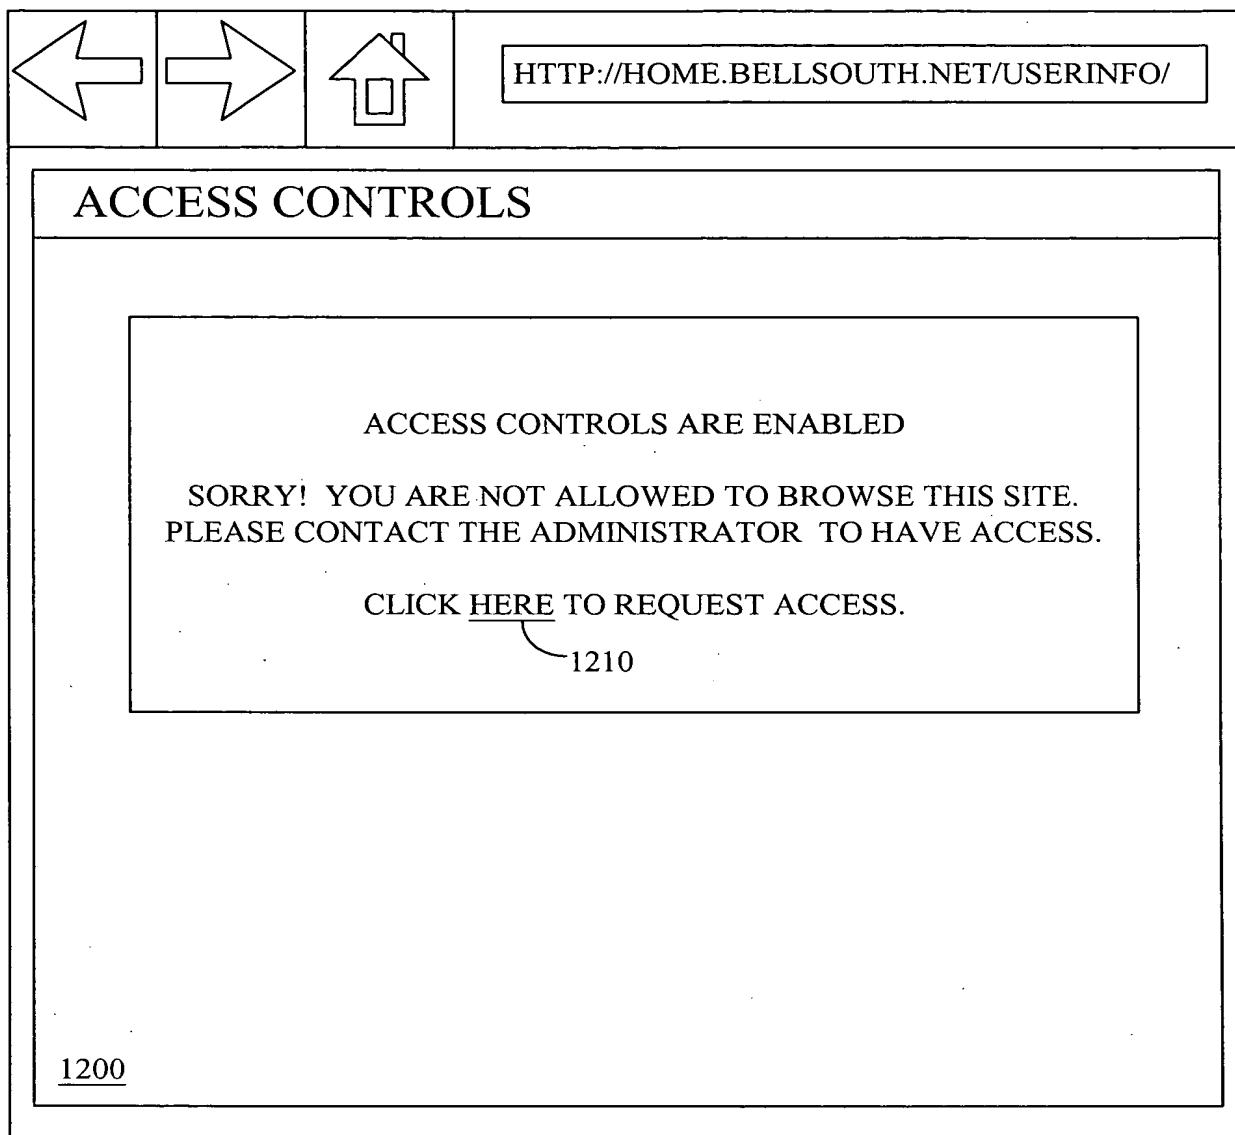 HTTP://HOME.BELLSOUTH.NET/USERINFO/
ACCESS CONTROLS
ACCESS CONTROLS ARE ENABLED
SORRY!  YOU ARE NOT ALLOWED TO BROWSE THIS SITE.
PLEASE CONTACT THE ADMINISTRATOR  TO HAVE ACCESS.
CLICK HERE TO REQUEST ACCESS.
1210
1200